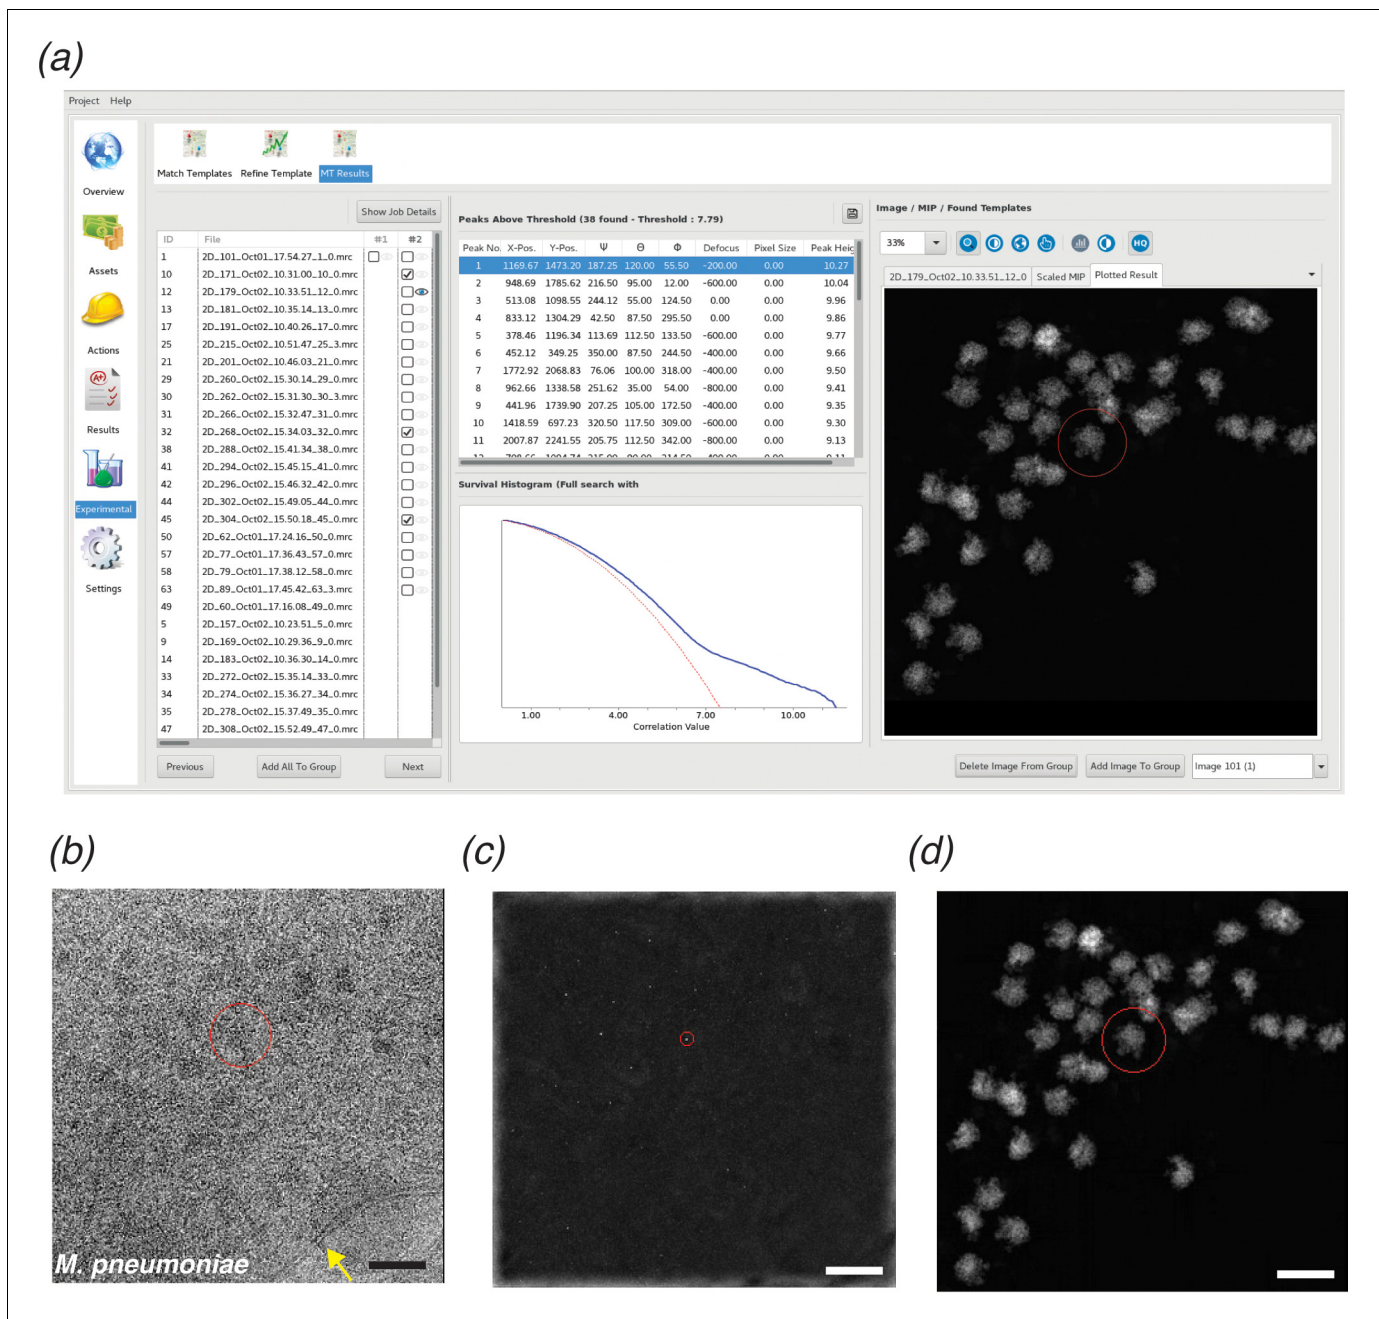 (a)
Project Help
Overview
Assets
Actions
Results
Experimental
Settings
Match Templates Refine Template MT Results
Show Job Details
ID File #1 #2
1 2D_101_Oct01_17.54.27_1_0.mrc
10 2D_171_Oct02_10.31.00_10_0.mrc
12 2D_179_Oct02_10.33.51_12_0.mrc
13 2D_181_Oct02_10.35.14_13_0.mrc
17 2D_191_Oct02_10.40.26_17_0.mrc
25 2D_215_Oct02_10.51.47_25_3.mrc
21 2D_201_Oct02_10.46.03_21_0.mrc
29 2D_260_Oct02_15.30.14_29_0.mrc
30 2D_262_Oct02_15.31.30_30_3.mrc
31 2D_266_Oct02_15.32.47_31_0.mrc
32 2D_268_Oct02_15.34.03_32_0.mrc
38 2D_288_Oct02_15.41.34_38_0.mrc
41 2D_294_Oct02_15.45.15_41_0.mrc
42 2D_296_Oct02_15.46.32_42_0.mrc
44 2D_302_Oct02_15.49.05_44_0.mrc
45 2D_304_Oct02_15.50.18_45_0.mrc
50 2D_62_Oct01_17.24.16_50_0.mrc
57 2D_77_Oct01_17.36.43_57_0.mrc
58 2D_79_Oct01_17.38.12_58_0.mrc
63 2D_89_Oct01_17.45.42_63_3.mrc
49 2D_60_Oct01_17.16.08_49_0.mrc
5 2D_157_Oct02_10.23.51_5_0.mrc
9 2D_169_Oct02_10.29.36_9_0.mrc
14 2D_183_Oct02_10.36.30_14_0.mrc
33 2D_272_Oct02_15.35.14_33_0.mrc
34 2D_274_Oct02_15.36.27_34_0.mrc
35 2D_278_Oct02_15.37.49_35_0.mrc
47 2D_308_Oct02_15.52.49_47_0.mrc
Previous Add All To Group Next
Peaks Above Threshold (38 found - Threshold : 7.79)
Peak No. X-Pos. Y-Pos. Ψ Θ Φ Defocus Pixel Size Peak Heig
1 1169.67 1473.20 187.25 120.00 55.50 -200.00 0.00 10.27
2 948.69 1785.62 216.50 95.00 12.00 -600.00 0.00 10.04
3 513.08 1098.55 244.12 55.00 124.50 0.00 0.00 9.96
4 833.12 1304.29 42.50 87.50 295.50 0.00 0.00 9.86
5 378.46 1196.34 113.69 112.50 133.50 -600.00 0.00 9.77
6 452.12 349.25 350.00 87.50 244.50 -400.00 0.00 9.66
7 1772.92 2068.83 76.06 100.00 318.00 -400.00 0.00 9.50
8 962.66 1338.58 251.62 35.00 54.00 -800.00 0.00 9.41
9 441.96 1739.90 207.25 105.00 172.50 -400.00 0.00 9.35
10 1418.59 697.23 320.50 117.50 309.00 -600.00 0.00 9.30
11 2007.87 2241.55 205.75 112.50 342.00 -800.00 0.00 9.13
Survival Histogram (Full search with
1.00 4.00 7.00 10.00
Correlation Value
Image / MIP / Found Templates
33% HQ
2D_179_Oct02_10.33.51_12_0 Scaled MIP Plotted Result
Delete Image From Group Add Image To Group Image 101 (1)
(b)
M. pneumoniae
(c)
(d)